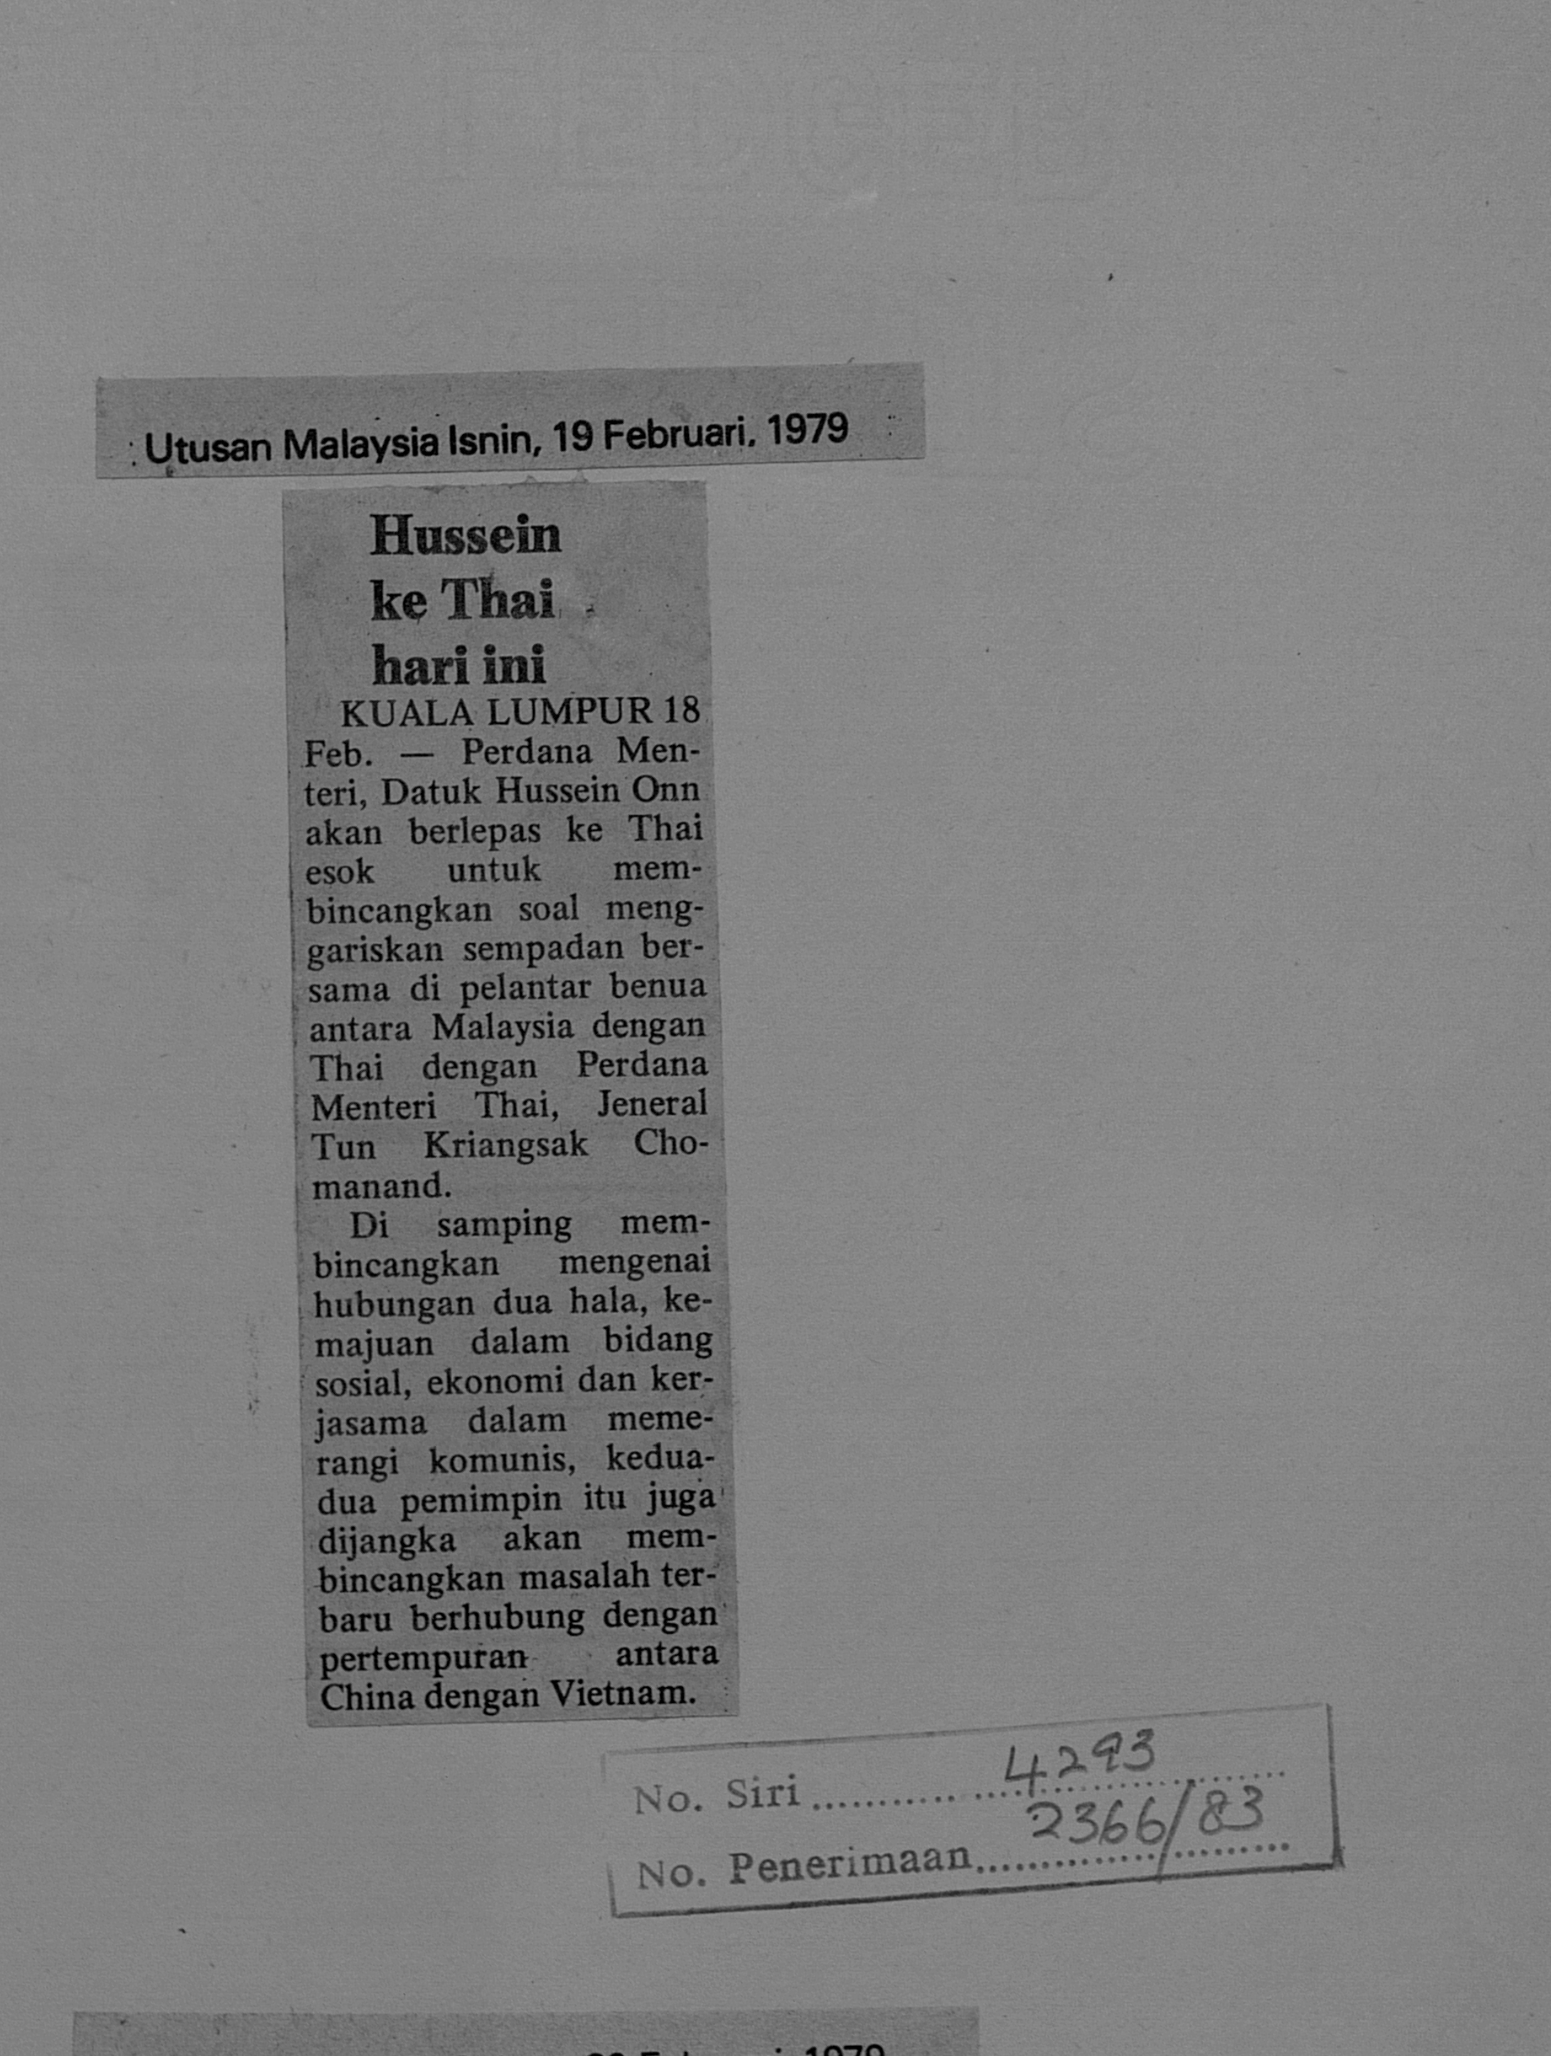 Utusan Malaysia Isnin, 19 Februari, 1979
Hussein
ke Thai
hari ini
KUALA LUMPUR 18
Feb. — Perdana Men-
teri, Datuk Hussein Onn
akan berlepas ke Thai
esok untuk mem-
bincangkan soal meng-
gariskan sempadan ber-
sama di pelantar benua
antara Malaysia dengan
Thai dengan Perdana
Menteri Thai, Jeneral
Tun Kriangsak Cho-
manand.
Di samping mem-
bincangkan mengenai
hubungan dua hala, ke-
majuan dalam bidang
sosial, ekonomi dan ker-
jasama dalam meme-
rangi komunis, kedua-
dua pemimpin itu juga
dijangka akan mem-
bincangkan masalah ter-
baru berhubung dengan
pertempuran antara
China dengan Vietnam.
No. Siri 4293
No. Penerimaan 2366/83
1979